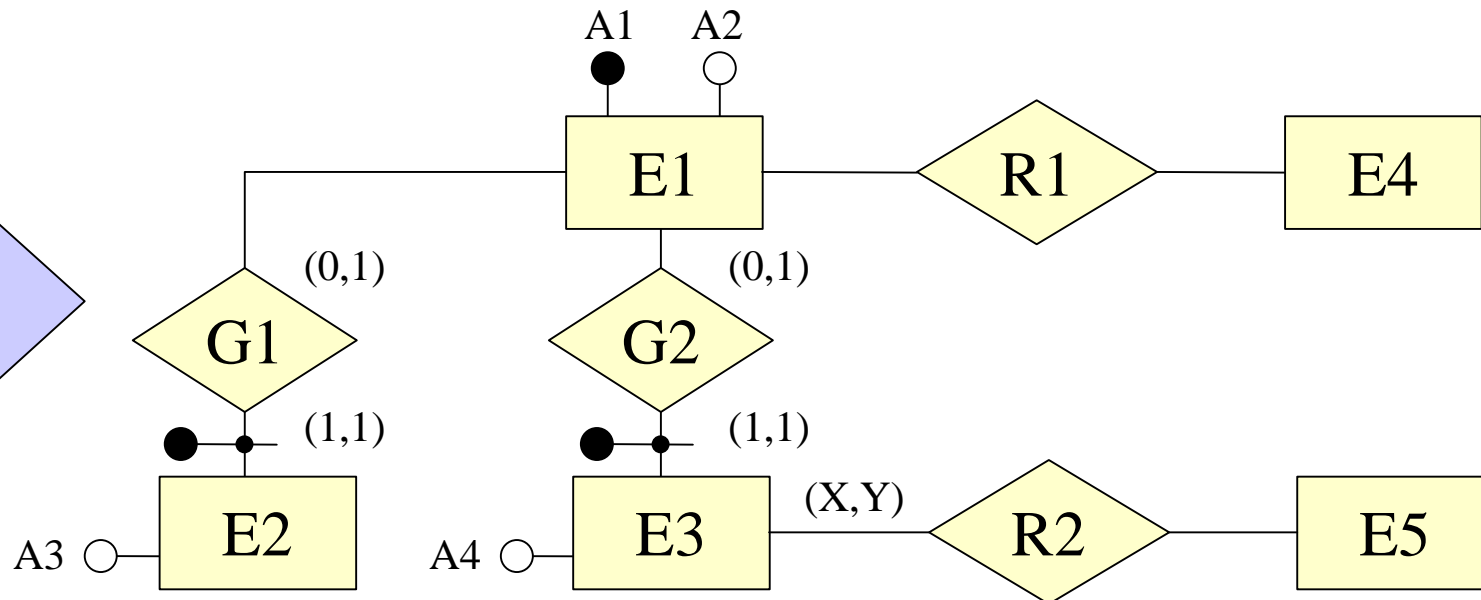 A1 A2
E1 R1 E4
(0,1) (0,1)
G1 G2
(1,1) (1,1)
(X,Y)
E2 E3 R2 E5
A3 A4